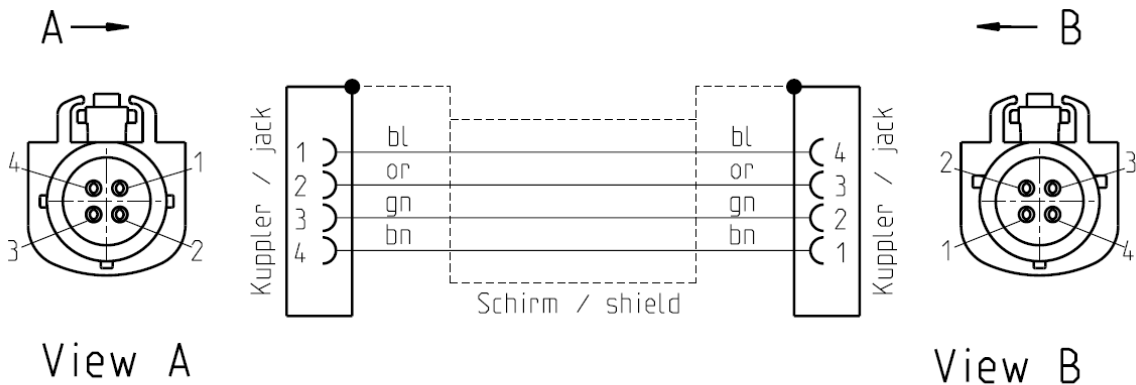 A B
Kuppler / jack
Kuppler / jack
4 1
3 2
1 bl bl 4
2 or or 3
3 gn gn 2
4 bn bn 1
2 3
1 4
Schirm / shield
View A View B